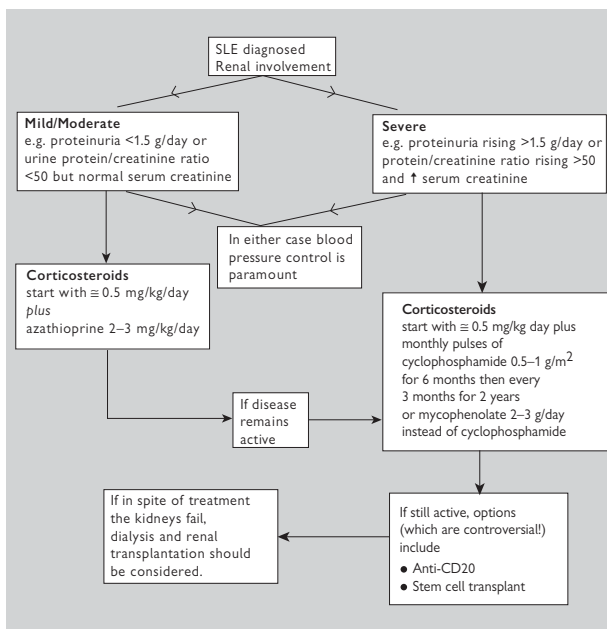 SLE diagnosed
Renal involvement
Mild/Moderate
e.g. proteinuria <1.5 g/day or
urine protein/creatinine ratio
<50 but normal serum creatinine
Severe
e.g. proteinuria rising >1.5 g/day or
protein/creatinine ratio rising >50
and ↑ serum creatinine
In either case blood
pressure control is
paramount
Corticosteroids
start with ≅ 0.5 mg/kg/day
plus
azathioprine 2–3 mg/kg/day
Corticosteroids
start with ≅ 0.5 mg/kg day plus
monthly pulses of
cyclophosphamide 0.5–1 g/m²
for 6 months then every
3 months for 2 years
or mycophenolate 2–3 g/day
instead of cyclophosphamide
If disease
remains
active
If still active, options
(which are controversial!)
include
● Anti-CD20
● Stem cell transplant
If in spite of treatment
the kidneys fail,
dialysis and renal
transplantation should
be considered.